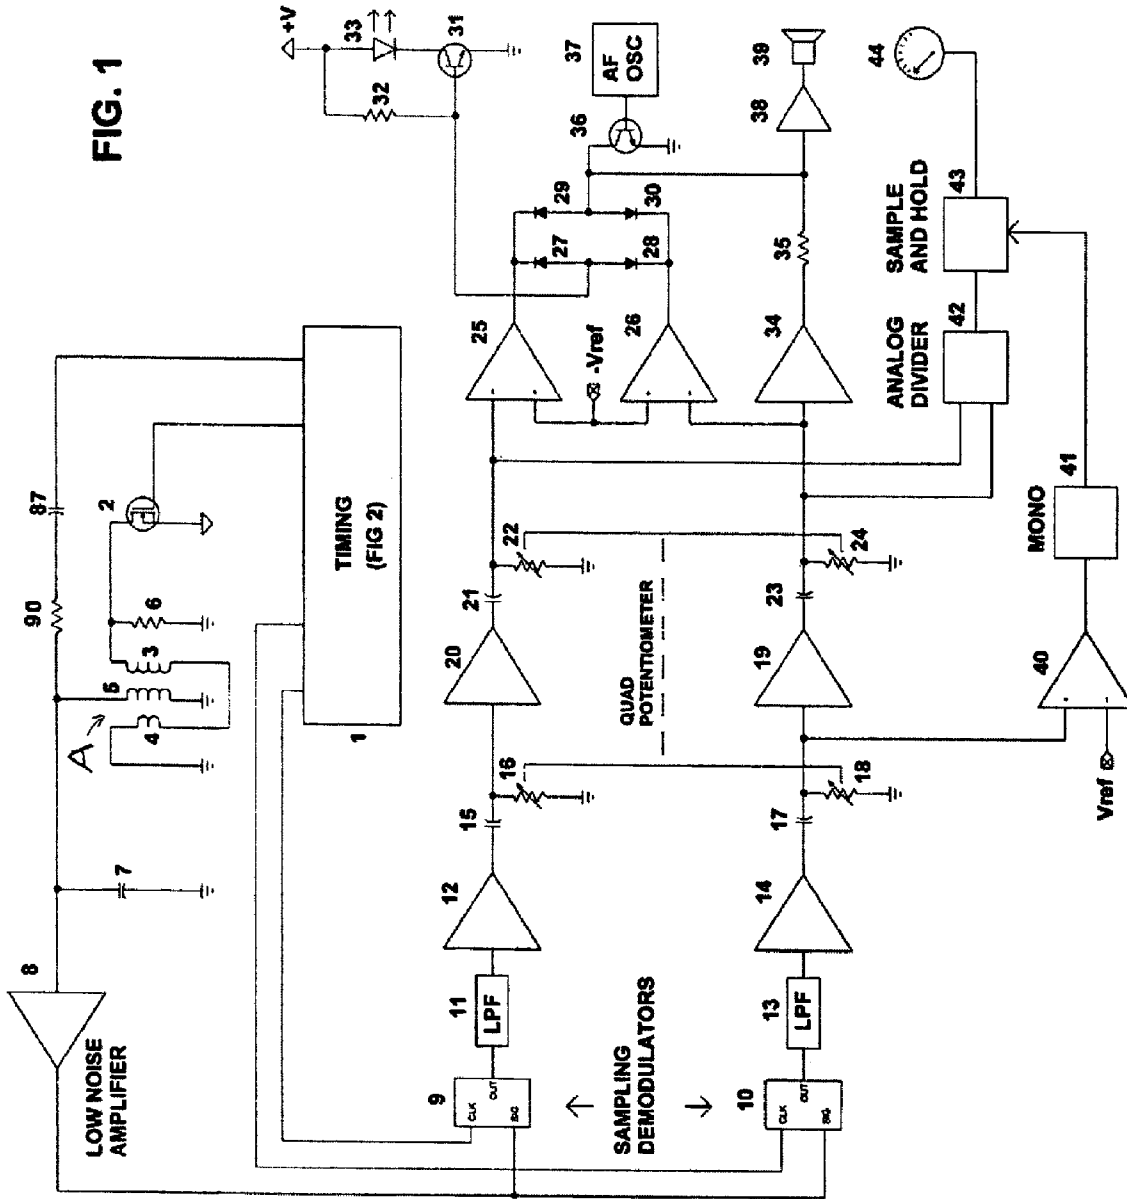 FIG. 1
+V
33
31
32
37
AF
OSC
36
39
38
44
29
30
27
28
35
SAMPLE
AND HOLD
43
25
26
-Vref
34
ANALOG
DIVIDER
42
87
2
90
6
3
5
4
A
TIMING
(FIG 2)
1
22
24
21
23
MONO
41
20
19
QUAD
POTENTIOMETER
40
16
18
15
17
Vref
7
12
14
8
LOW NOISE
AMPLIFIER
11
LPF
13
LPF
9
CLK
OUT
SIG
SAMPLING
DEMODULATORS
10
CLK
OUT
SIG